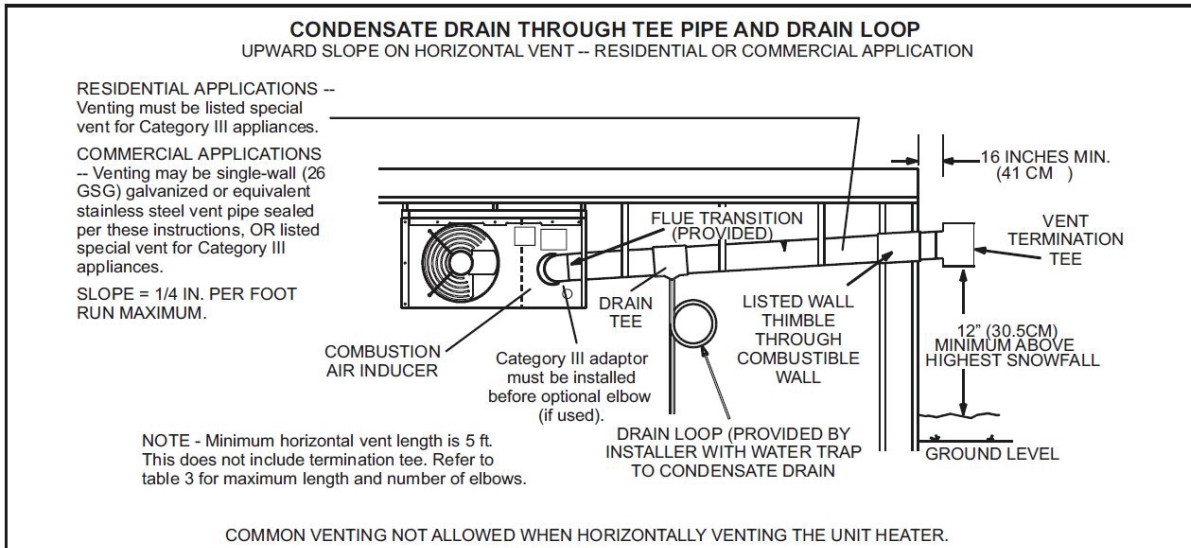 CONDENSATE DRAIN THROUGH TEE PIPE AND DRAIN LOOP
UPWARD SLOPE ON HORIZONTAL VENT -- RESIDENTIAL OR COMMERCIAL APPLICATION
RESIDENTIAL APPLICATIONS --
Venting must be listed special
vent for Category III appliances.
COMMERCIAL APPLICATIONS
-- Venting may be single-wall (26
GSG) galvanized or equivalent
stainless steel vent pipe sealed
per these instructions, OR listed
special vent for Category III
appliances.
SLOPE = 1/4 IN. PER FOOT
RUN MAXIMUM.
16 INCHES MIN.
(41 CM )
FLUE TRANSITION
(PROVIDED)
VENT
TERMINATION
TEE
DRAIN
TEE
LISTED WALL
THIMBLE
THROUGH
COMBUSTIBLE
WALL
12” (30.5CM)
MINIMUM ABOVE
HIGHEST SNOWFALL
COMBUSTION
AIR INDUCER
Category III adaptor
must be installed
before optional elbow
(if used).
DRAIN LOOP (PROVIDED BY
INSTALLER WITH WATER TRAP
TO CONDENSATE DRAIN
GROUND LEVEL
NOTE - Minimum horizontal vent length is 5 ft.
This does not include termination tee. Refer to
table 3 for maximum length and number of elbows.
COMMON VENTING NOT ALLOWED WHEN HORIZONTALLY VENTING THE UNIT HEATER.